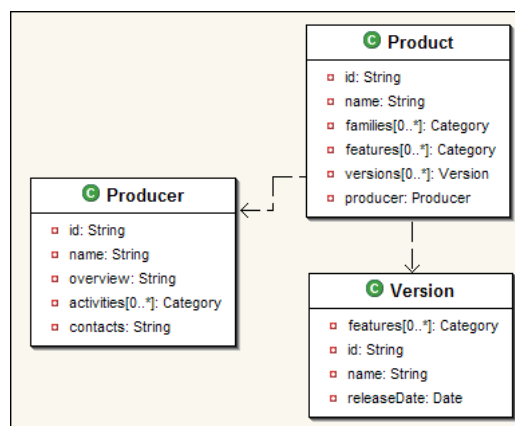 C Product
id: String
name: String
families[0..*]: Category
features[0..*]: Category
versions[0..*]: Version
producer: Producer
C Producer
id: String
name: String
overview: String
activities[0..*]: Category
contacts: String
C Version
features[0..*]: Category
id: String
name: String
releaseDate: Date